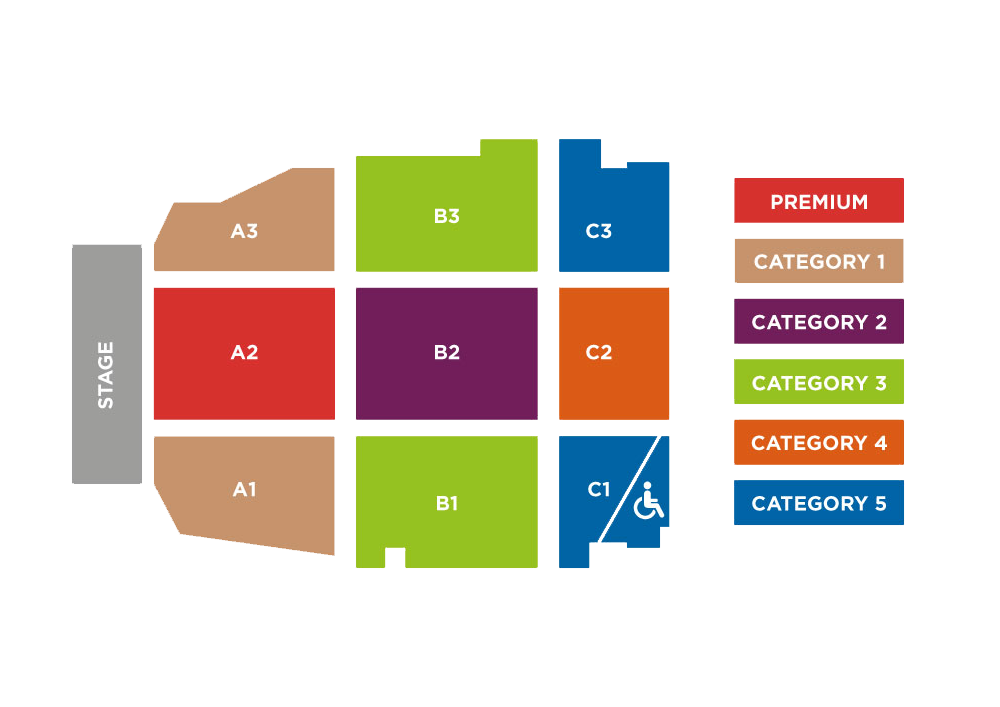 STAGE
A3
B3
C3
A2
B2
C2
A1
B1
C1
PREMIUM
CATEGORY 1
CATEGORY 2
CATEGORY 3
CATEGORY 4
CATEGORY 5